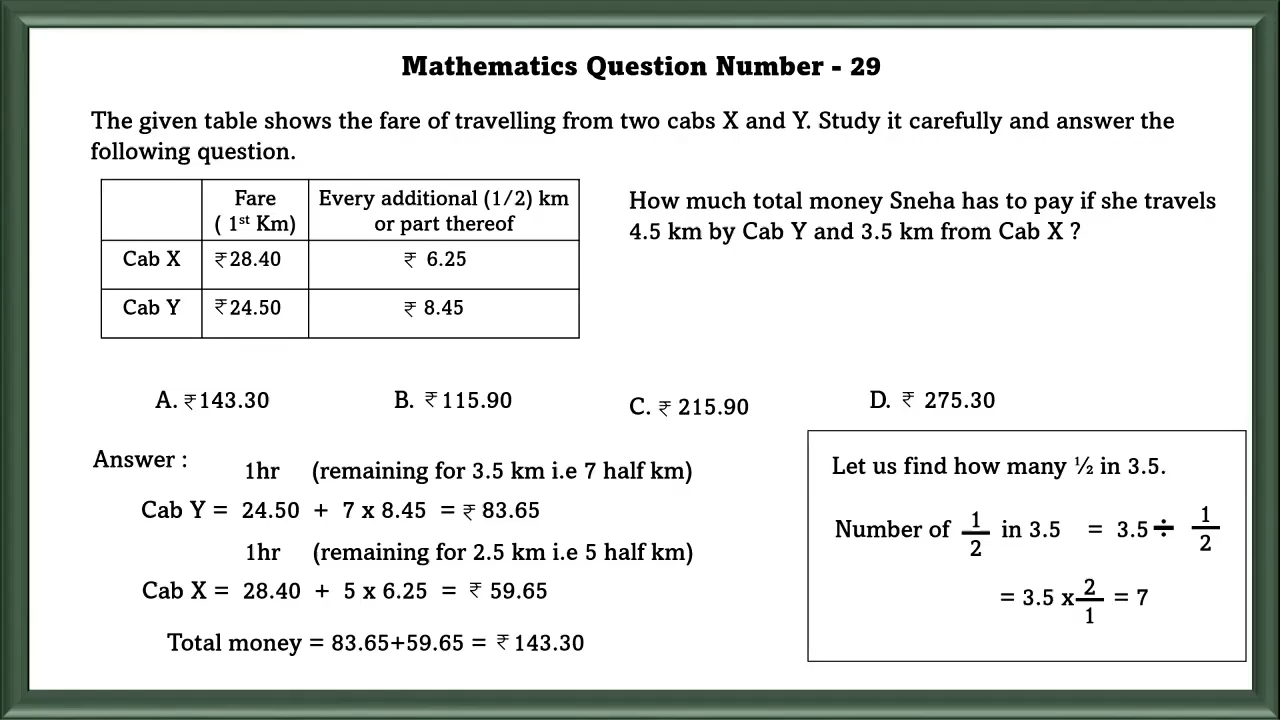 Mathematics Question Number - 29
The given table shows the fare of travelling from two cabs X and Y. Study it carefully and answer the
following question.
Fare
( 1st Km)
Every additional (1/2) km
or part thereof
Cab X ₹28.40 ₹ 6.25
Cab Y ₹24.50 ₹ 8.45
How much total money Sneha has to pay if she travels
4.5 km by Cab Y and 3.5 km from Cab X ?
A. ₹143.30 B. ₹115.90 C. ₹ 215.90 D. ₹ 275.30
Answer :
1hr (remaining for 3.5 km i.e 7 half km)
Cab Y = 24.50 + 7 x 8.45 = ₹ 83.65
1hr (remaining for 2.5 km i.e 5 half km)
Cab X = 28.40 + 5 x 6.25 = ₹ 59.65
Total money = 83.65+59.65 = ₹143.30
Let us find how many ½ in 3.5.
Number of 1/2 in 3.5 = 3.5 ÷ 1/2
= 3.5 x 2/1 = 7